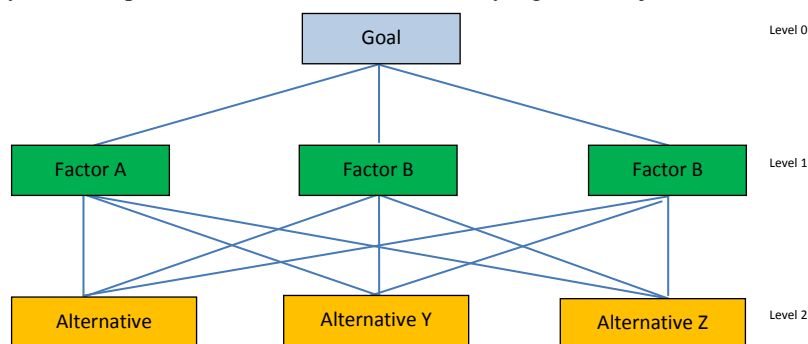 Goal
Level 0
Factor A
Factor B
Factor B
Level 1
Alternative
Alternative Y
Alternative Z
Level 2